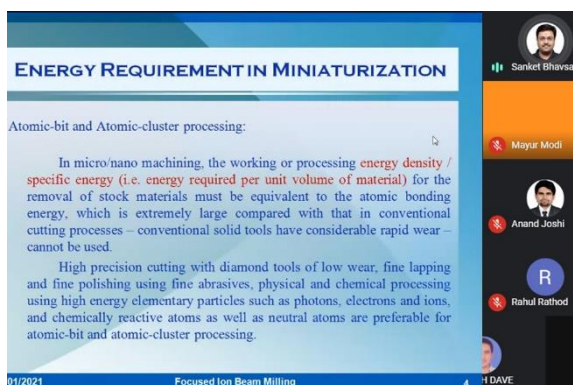 ENERGY REQUIREMENT IN MINIATURIZATION
Atomic-bit and Atomic-cluster processing:
In micro/nano machining, the working or processing energy density /
specific energy (i.e. energy required per unit volume of material) for the
removal of stock materials must be equivalent to the atomic bonding
energy, which is extremely large compared with that in conventional
cutting processes – conventional solid tools have considerable rapid wear –
cannot be used.
High precision cutting with diamond tools of low wear, fine lapping
and fine polishing using fine abrasives, physical and chemical processing
using high energy elementary particles such as photons, electrons and ions,
and chemically reactive atoms as well as neutral atoms are preferable for
atomic-bit and atomic-cluster processing.
01/2021
Focused Ion Beam Milling
4
Sanket Bhavsa
Mayur Modi
Anand Joshi
R
Rahul Rathod
H DAVE